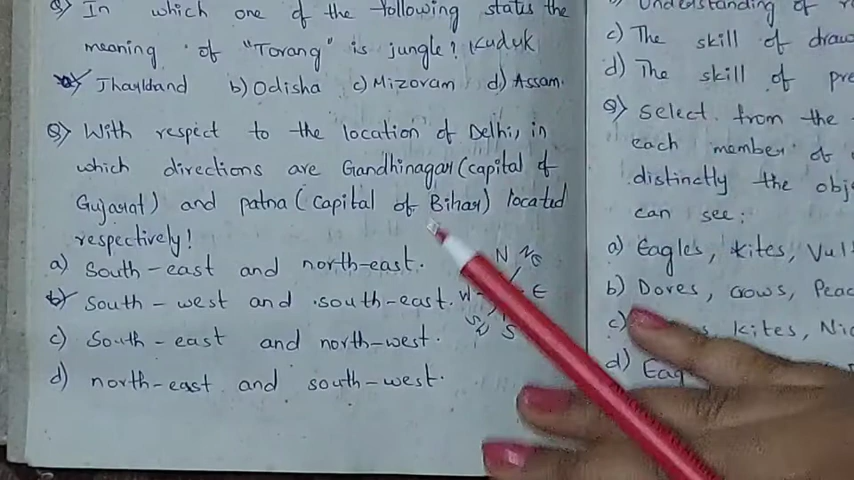 Q) In which one of the following states the
meaning of "Torang" is jungle? Kuduk
a) Jharkhand b) Odisha c) Mizoram d) Assam.
Q) With respect to the location of Delhi, in
which directions are Gandhinagar (capital of
Gujarat) and patna (Capital of Bihar) located
respectively!
a) South-east and north-east.
b) South-west and south-east.
c) South-east and north-west.
d) north-east and south-west.
N NE
W E
SW S
Understanding of
c) The skill of
d) The skill of
Q) Select from the
each member of
distinctly the
can see:
a) Eagles, kites,
b) Doves, crows,
c) kites,
d)